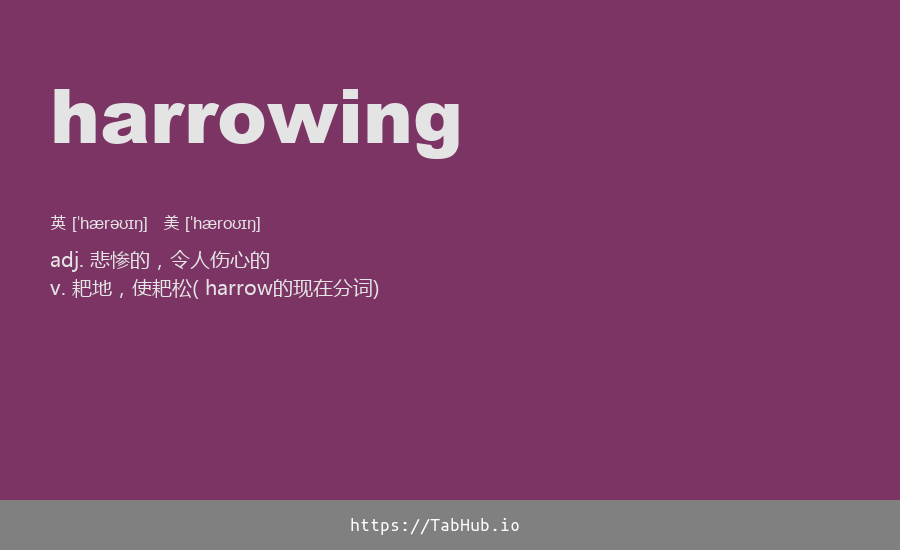 harrowing
英 [ˈhærəʊɪŋ] 美 [ˈhæroʊɪŋ]
adj. 悲惨的，令人伤心的
v. 耙地，使耙松( harrow的现在分词)
https://TabHub.io